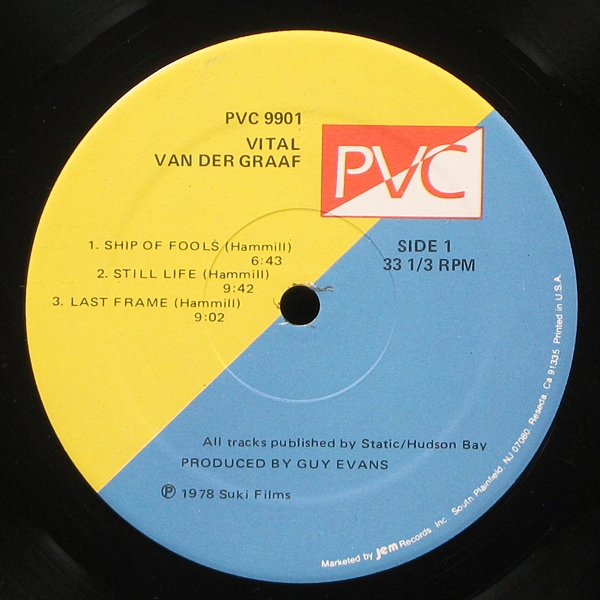 PVC 9901
VITAL
VAN DER GRAAF
PVC
1. SHIP OF FOOLS (Hammill)
6:43
2. STILL LIFE (Hammill)
9:42
3. LAST FRAME (Hammill)
9:02
SIDE 1
33 1/3 RPM
All tracks published by Static/Hudson Bay
PRODUCED BY GUY EVANS
℗ 1978 Suki Films
Marketed by Jem Records, Inc. South Plainfield, NJ 07080. Reseda, Ca 91335. Printed in U.S.A.